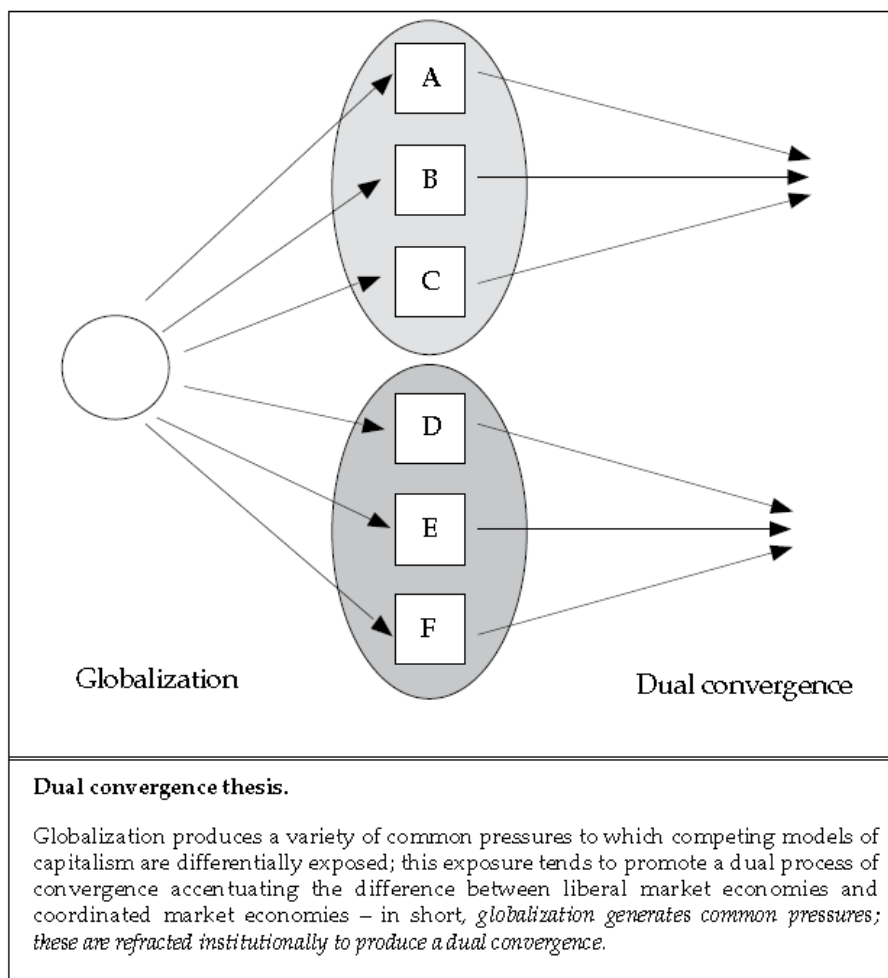 A
B
C
D
E
F
Globalization
Dual convergence
Dual convergence thesis.
Globalization produces a variety of common pressures to which competing models of
capitalism are differentially exposed; this exposure tends to promote a dual process of
convergence accentuating the difference between liberal market economies and
coordinated market economies – in short, globalization generates common pressures;
these are refracted institutionally to produce a dual convergence.